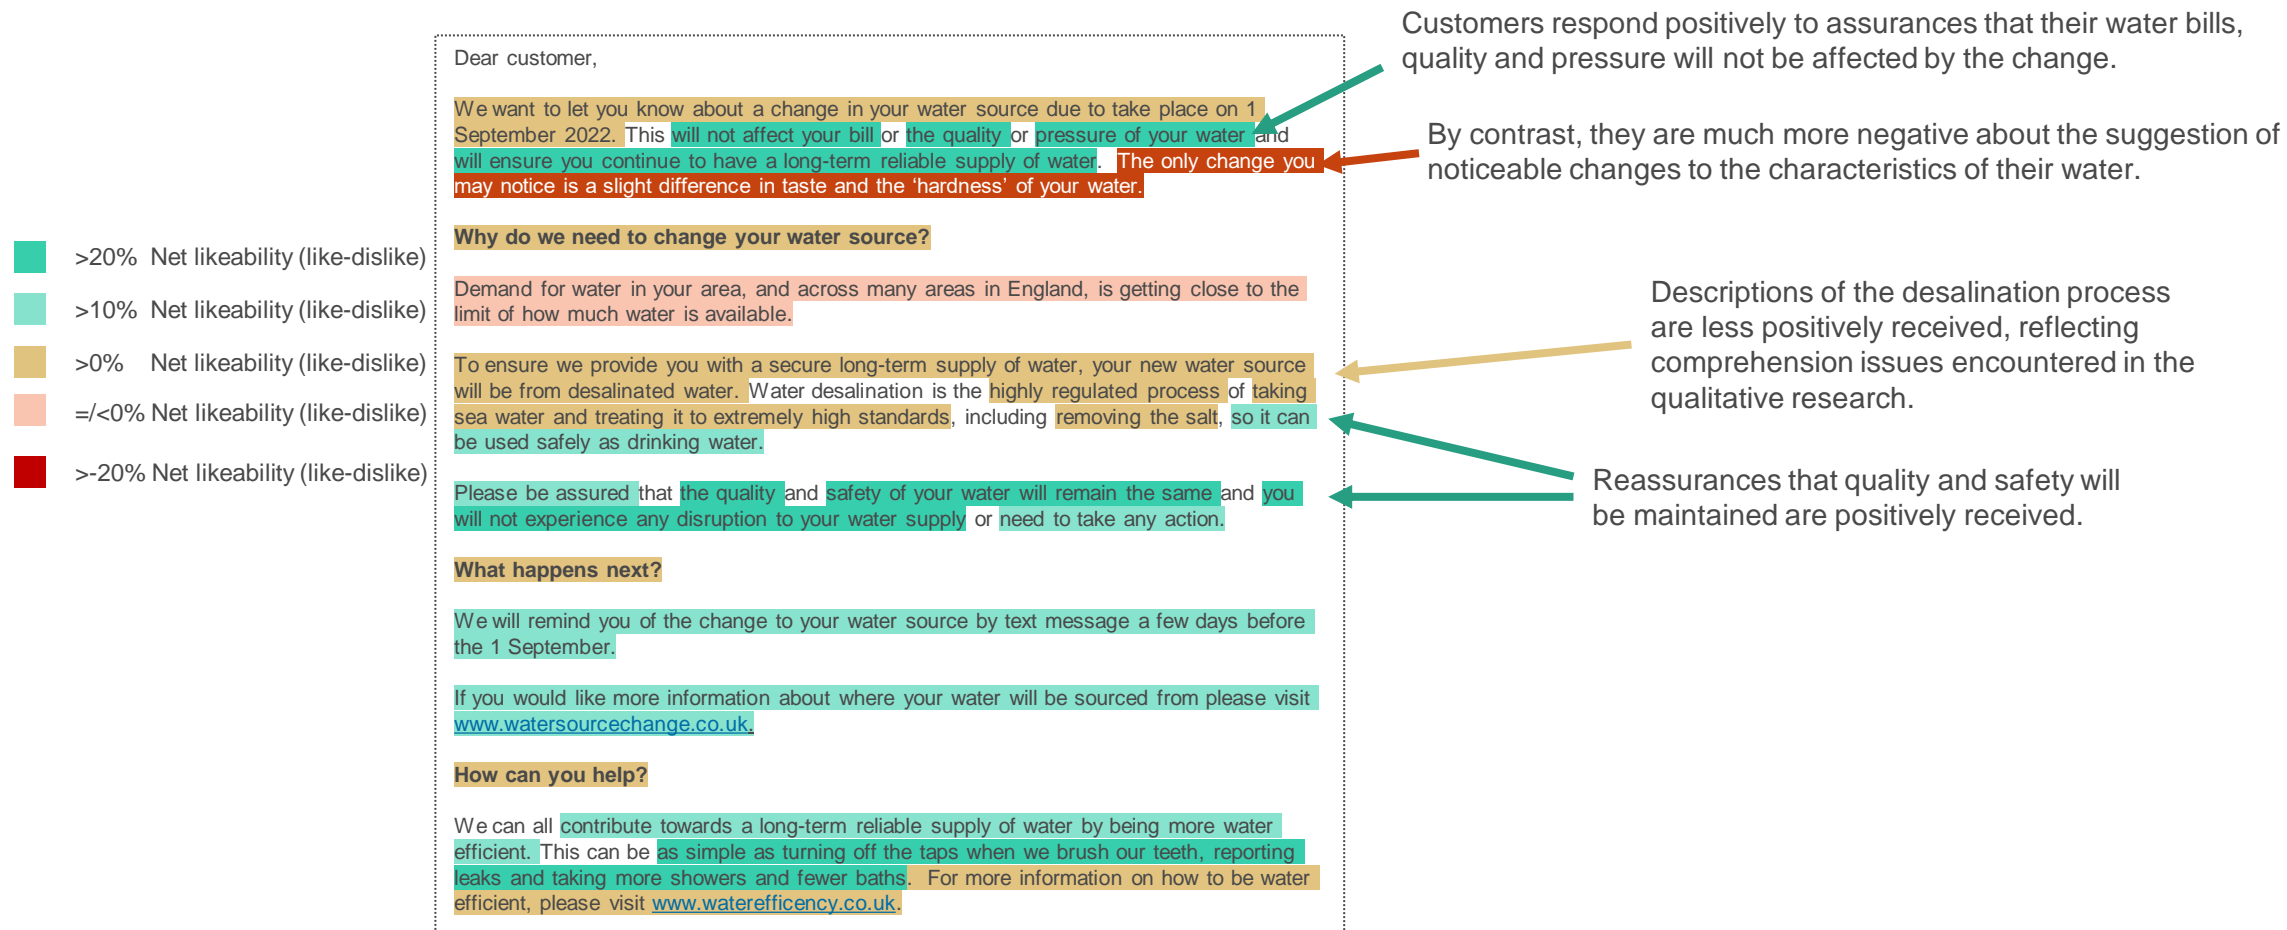 Dear customer,
We want to let you know about a change in your water source due to take place on 1
September 2022. This will not affect your bill or the quality or pressure of your water and
will ensure you continue to have a long-term reliable supply of water. The only change you
may notice is a slight difference in taste and the ‘hardness’ of your water.
Why do we need to change your water source?
Demand for water in your area, and across many areas in England, is getting close to the
limit of how much water is available.
To ensure we provide you with a secure long-term supply of water, your new water source
will be from desalinated water. Water desalination is the highly regulated process of taking
sea water and treating it to extremely high standards, including removing the salt, so it can
be used safely as drinking water.
Please be assured that the quality and safety of your water will remain the same and you
will not experience any disruption to your water supply or need to take any action.
What happens next?
We will remind you of the change to your water source by text message a few days before
the 1 September.
If you would like more information about where your water will be sourced from please visit
www.watersourcechange.co.uk.
How can you help?
We can all contribute towards a long-term reliable supply of water by being more water
efficient. This can be as simple as turning off the taps when we brush our teeth, reporting
leaks and taking more showers and fewer baths. For more information on how to be water
efficient, please visit www.waterefficency.co.uk.
>20% Net likeability (like-dislike)
>10% Net likeability (like-dislike)
>0% Net likeability (like-dislike)
=/<0% Net likeability (like-dislike)
>-20% Net likeability (like-dislike)
Customers respond positively to assurances that their water bills,
quality and pressure will not be affected by the change.
By contrast, they are much more negative about the suggestion of
noticeable changes to the characteristics of their water.
Descriptions of the desalination process
are less positively received, reflecting
comprehension issues encountered in the
qualitative research.
Reassurances that quality and safety will
be maintained are positively received.